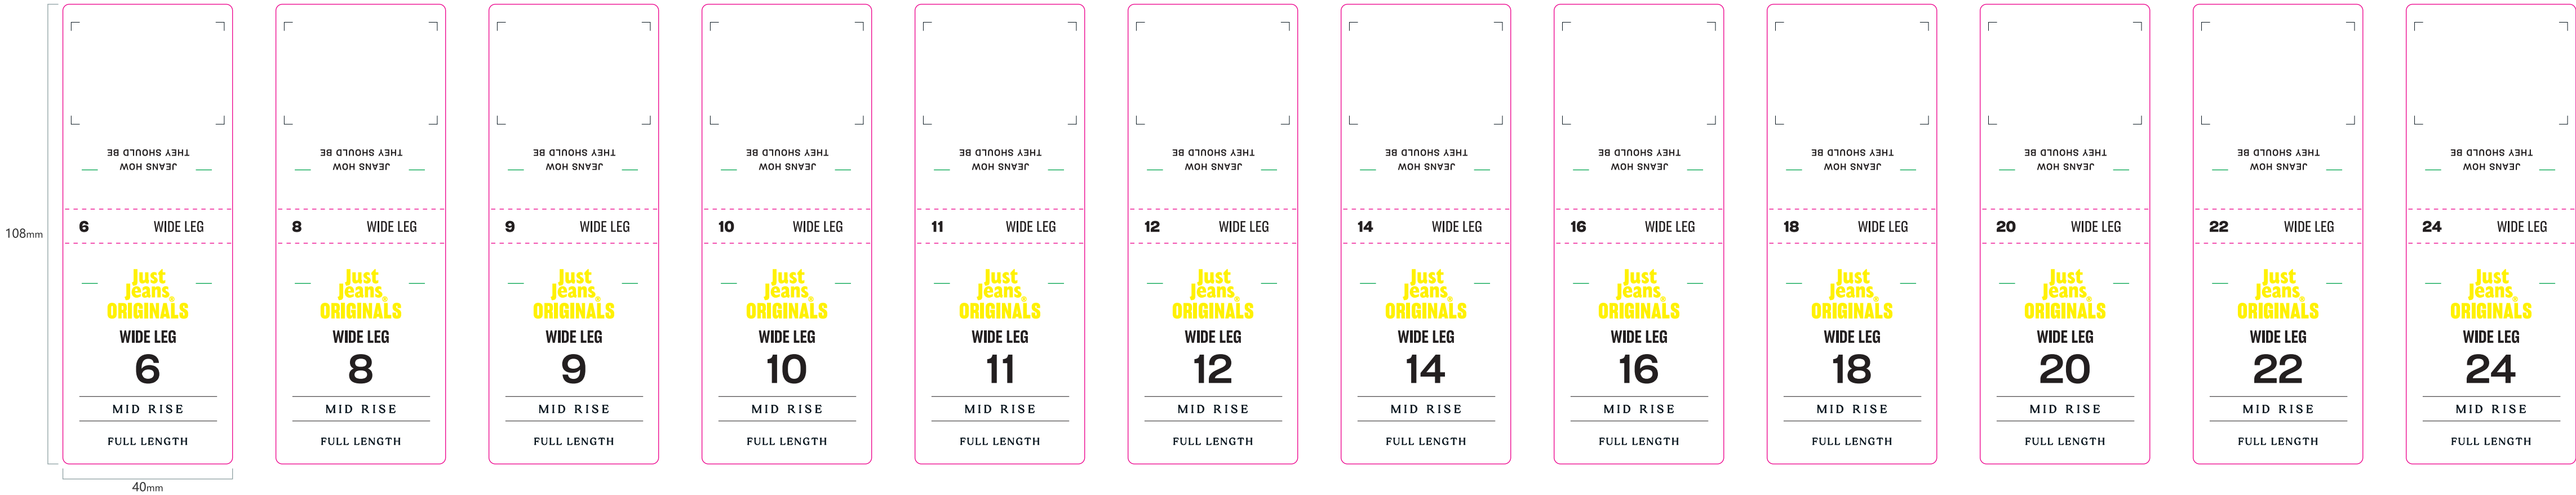 108mm
JEANS HOW
THEY SHOULD BE
6 WIDE LEG
Just
Jeans®
ORIGINALS
WIDE LEG
6
MID RISE
FULL LENGTH
40mm
JEANS HOW
THEY SHOULD BE
8 WIDE LEG
Just
Jeans®
ORIGINALS
WIDE LEG
8
MID RISE
FULL LENGTH
JEANS HOW
THEY SHOULD BE
9 WIDE LEG
Just
Jeans®
ORIGINALS
WIDE LEG
9
MID RISE
FULL LENGTH
JEANS HOW
THEY SHOULD BE
10 WIDE LEG
Just
Jeans®
ORIGINALS
WIDE LEG
10
MID RISE
FULL LENGTH
JEANS HOW
THEY SHOULD BE
11 WIDE LEG
Just
Jeans®
ORIGINALS
WIDE LEG
11
MID RISE
FULL LENGTH
JEANS HOW
THEY SHOULD BE
12 WIDE LEG
Just
Jeans®
ORIGINALS
WIDE LEG
12
MID RISE
FULL LENGTH
JEANS HOW
THEY SHOULD BE
14 WIDE LEG
Just
Jeans®
ORIGINALS
WIDE LEG
14
MID RISE
FULL LENGTH
JEANS HOW
THEY SHOULD BE
16 WIDE LEG
Just
Jeans®
ORIGINALS
WIDE LEG
16
MID RISE
FULL LENGTH
JEANS HOW
THEY SHOULD BE
18 WIDE LEG
Just
Jeans®
ORIGINALS
WIDE LEG
18
MID RISE
FULL LENGTH
JEANS HOW
THEY SHOULD BE
20 WIDE LEG
Just
Jeans®
ORIGINALS
WIDE LEG
20
MID RISE
FULL LENGTH
JEANS HOW
THEY SHOULD BE
22 WIDE LEG
Just
Jeans®
ORIGINALS
WIDE LEG
22
MID RISE
FULL LENGTH
JEANS HOW
THEY SHOULD BE
24 WIDE LEG
Just
Jeans®
ORIGINALS
WIDE LEG
24
MID RISE
FULL LENGTH